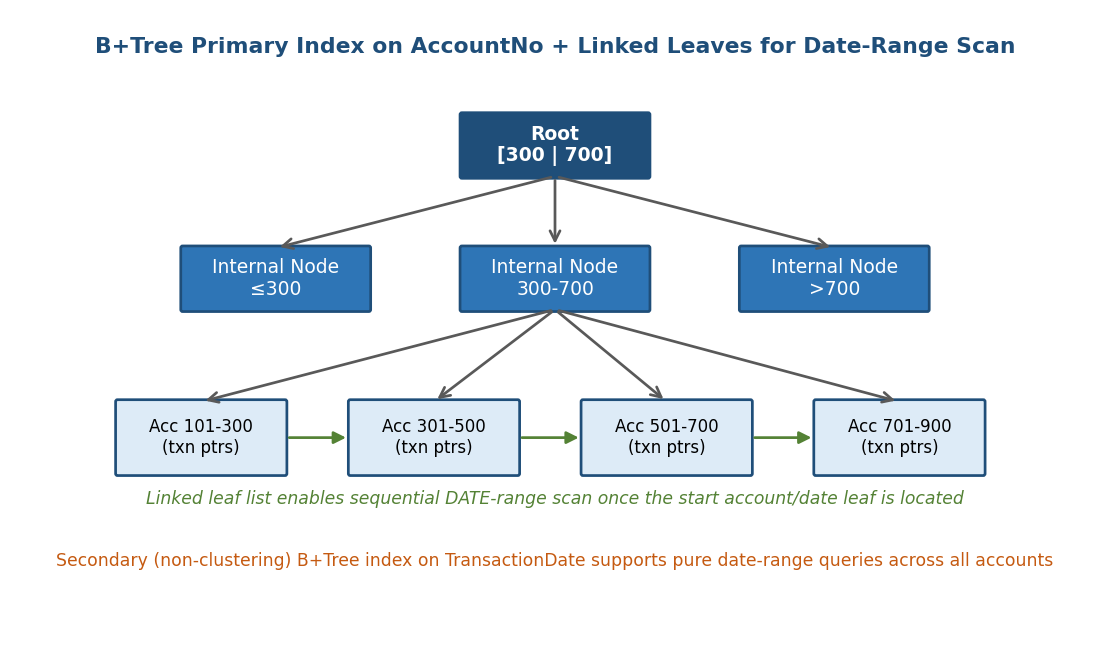 B+Tree Primary Index on AccountNo + Linked Leaves for Date-Range Scan
Root
[300 | 700]
Internal Node
≤300
Internal Node
300-700
Internal Node
>700
Acc 101-300
(txn ptrs)
Acc 301-500
(txn ptrs)
Acc 501-700
(txn ptrs)
Acc 701-900
(txn ptrs)
Linked leaf list enables sequential DATE-range scan once the start account/date leaf is located
Secondary (non-clustering) B+Tree index on TransactionDate supports pure date-range queries across all accounts